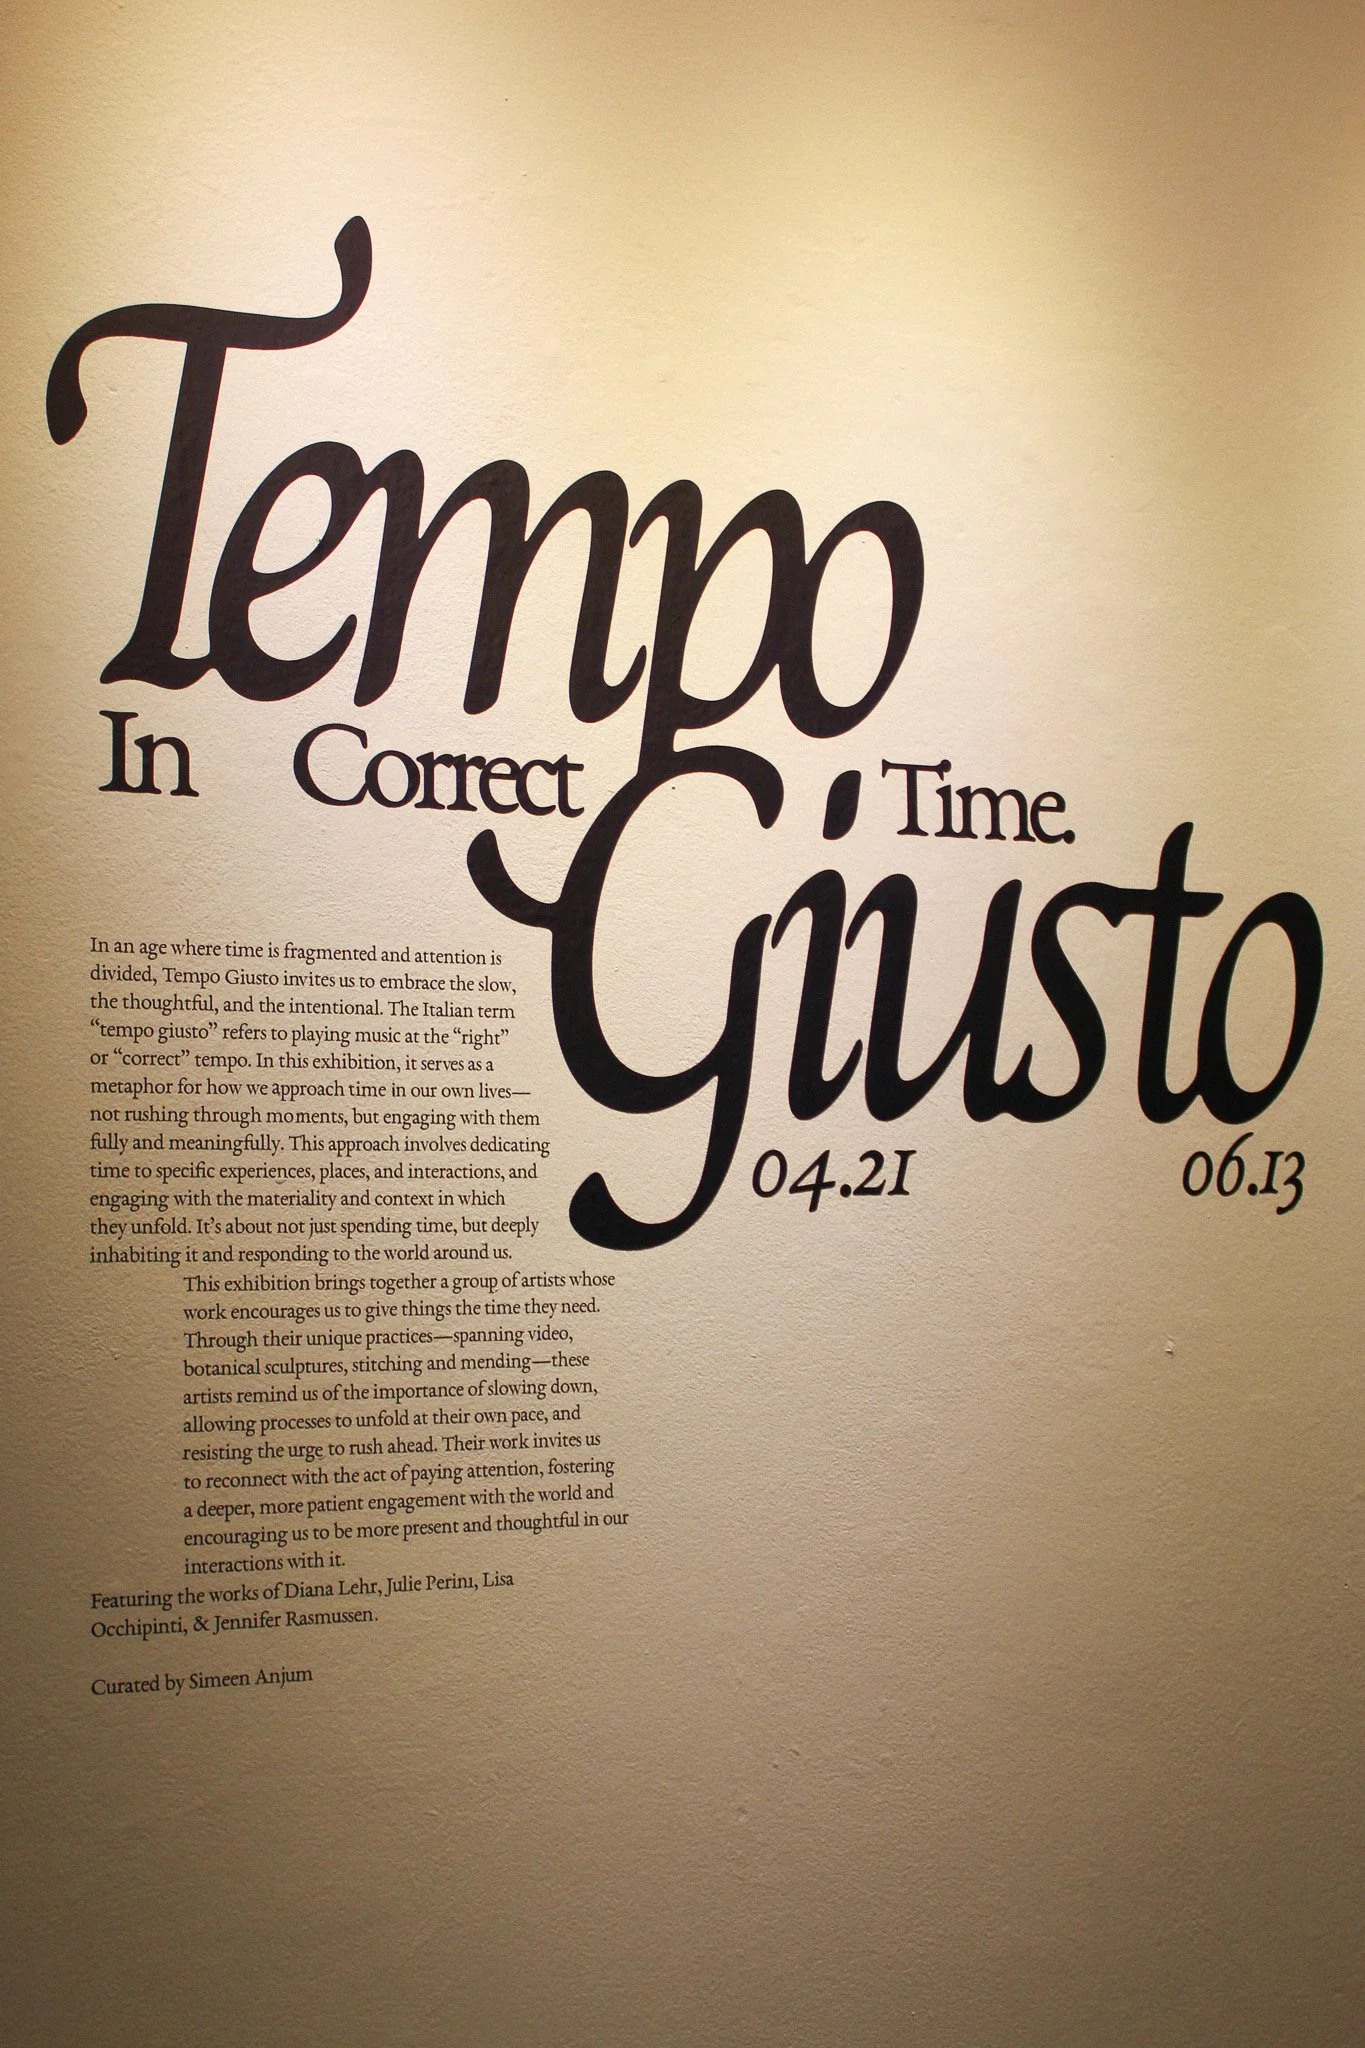 Tempo
In Correct Time.
Giusto
04.21 06.13
In an age where time is fragmented and attention is
divided, Tempo Giusto invites us to embrace the slow,
the thoughtful, and the intentional. The Italian term
“tempo giusto” refers to playing music at the “right”
or “correct” tempo. In this exhibition, it serves as a
metaphor for how we approach time in our own lives—
not rushing through moments, but engaging with them
fully and meaningfully. This approach involves dedicating
time to specific experiences, places, and interactions, and
engaging with the materiality and context in which
they unfold. It’s about not just spending time, but deeply
inhabiting it and responding to the world around us.
This exhibition brings together a group of artists whose
work encourages us to give things the time they need.
Through their unique practices—spanning video,
botanical sculptures, stitching and mending—these
artists remind us of the importance of slowing down,
allowing processes to unfold at their own pace, and
resisting the urge to rush ahead. Their work invites us
to reconnect with the act of paying attention, fostering
a deeper, more patient engagement with the world and
encouraging us to be more present and thoughtful in our
interactions with it.
Featuring the works of Diana Lehr, Julie Perini, Lisa
Occhipinti, & Jennifer Rasmussen.
Curated by Simeen Anjum